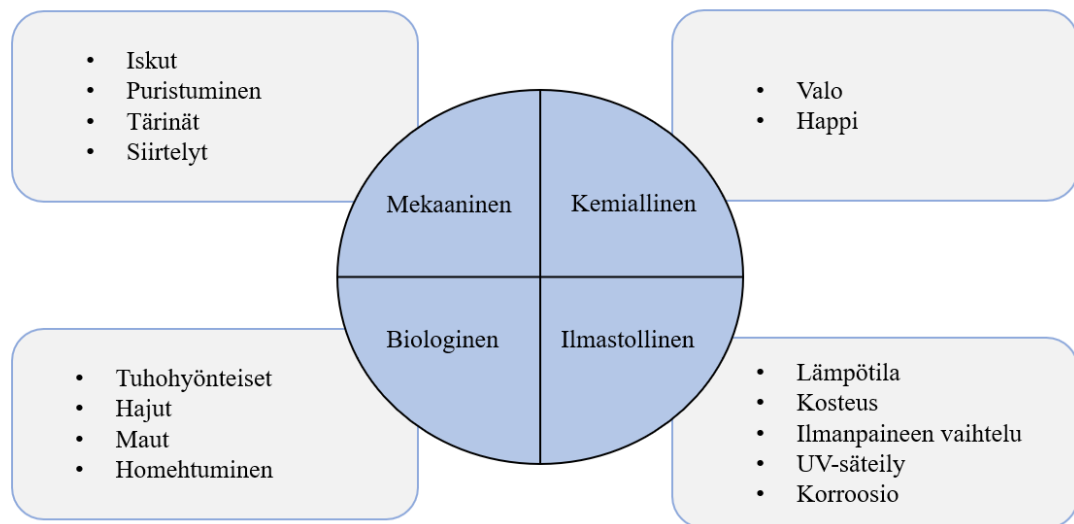 • Iskut
• Puristuminen
• Tärinät
• Siirtelyt
• Valo
• Happi
Mekaaninen
Kemiallinen
Biologinen
Ilmastollinen
• Tuhohyönteiset
• Hajut
• Maut
• Homehtuminen
• Lämpötila
• Kosteus
• Ilmanpaineen vaihtelu
• UV-säteily
• Korroosio